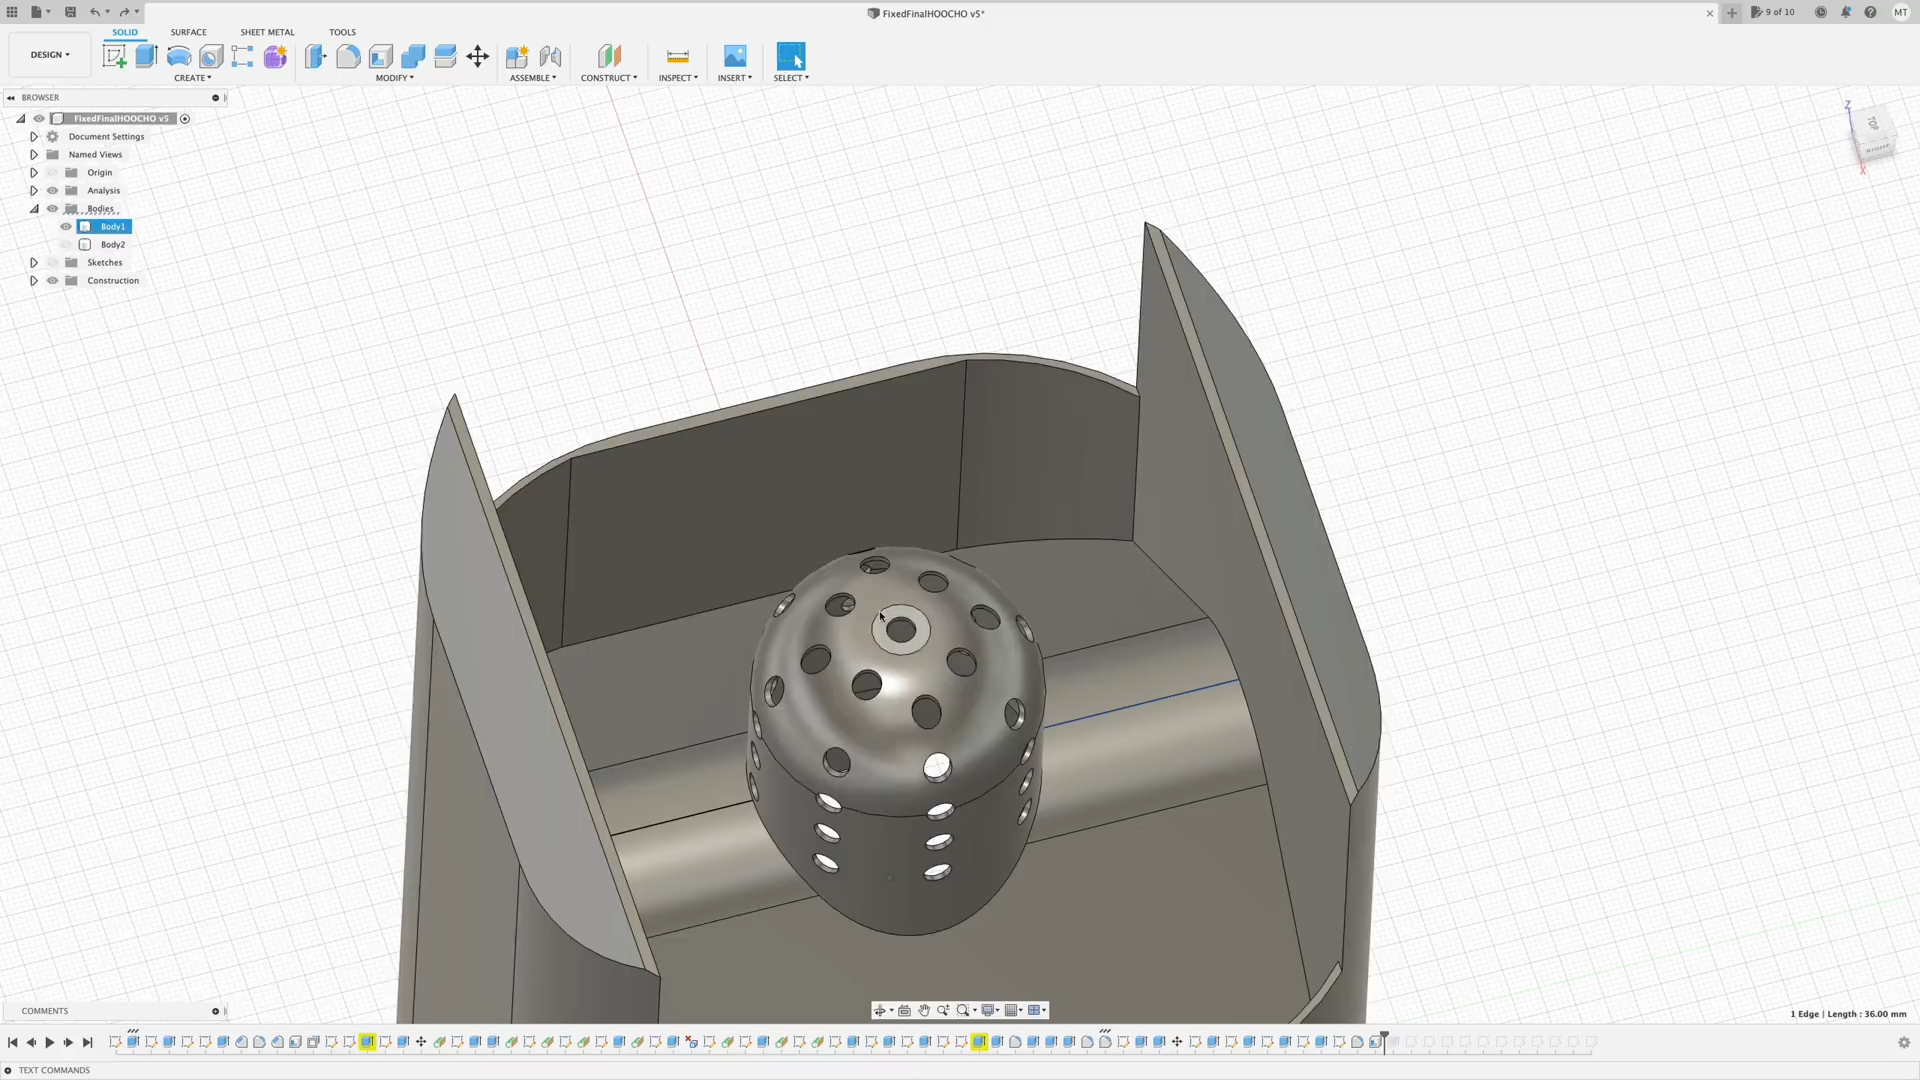 FixedFinalHOOCHO v5*
9 of 10
MT
DESIGN
SOLID
SURFACE
SHEET METAL
TOOLS
CREATE
MODIFY
ASSEMBLE
CONSTRUCT
INSPECT
INSERT
SELECT
BROWSER
FixedFinalHOOCHO v5
Document Settings
Named Views
Origin
Analysis
Bodies
Body1
Body2
Sketches
Construction
Z
TOP
RIGHT
X
COMMENTS
1 Edge | Length : 36.00 mm
TEXT COMMANDS